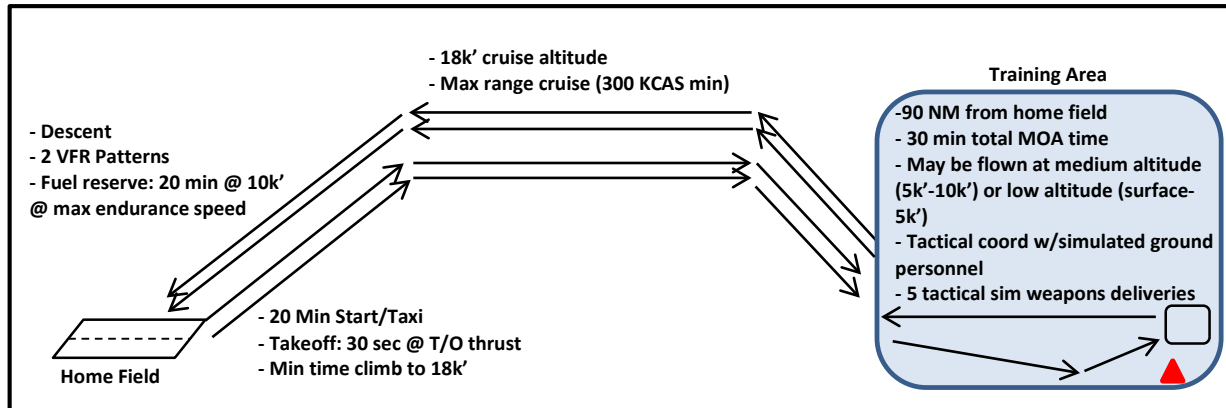 - 18k’ cruise altitude
- Max range cruise (300 KCAS min)
Training Area
-90 NM from home field
- 30 min total MOA time
- May be flown at medium altitude
(5k’-10k’) or low altitude (surface-
5k’)
- Tactical coord w/simulated ground
personnel
- 5 tactical sim weapons deliveries
- Descent
- 2 VFR Patterns
- Fuel reserve: 20 min @ 10k’
@ max endurance speed
- 20 Min Start/Taxi
- Takeoff: 30 sec @ T/O thrust
- Min time climb to 18k’
Home Field